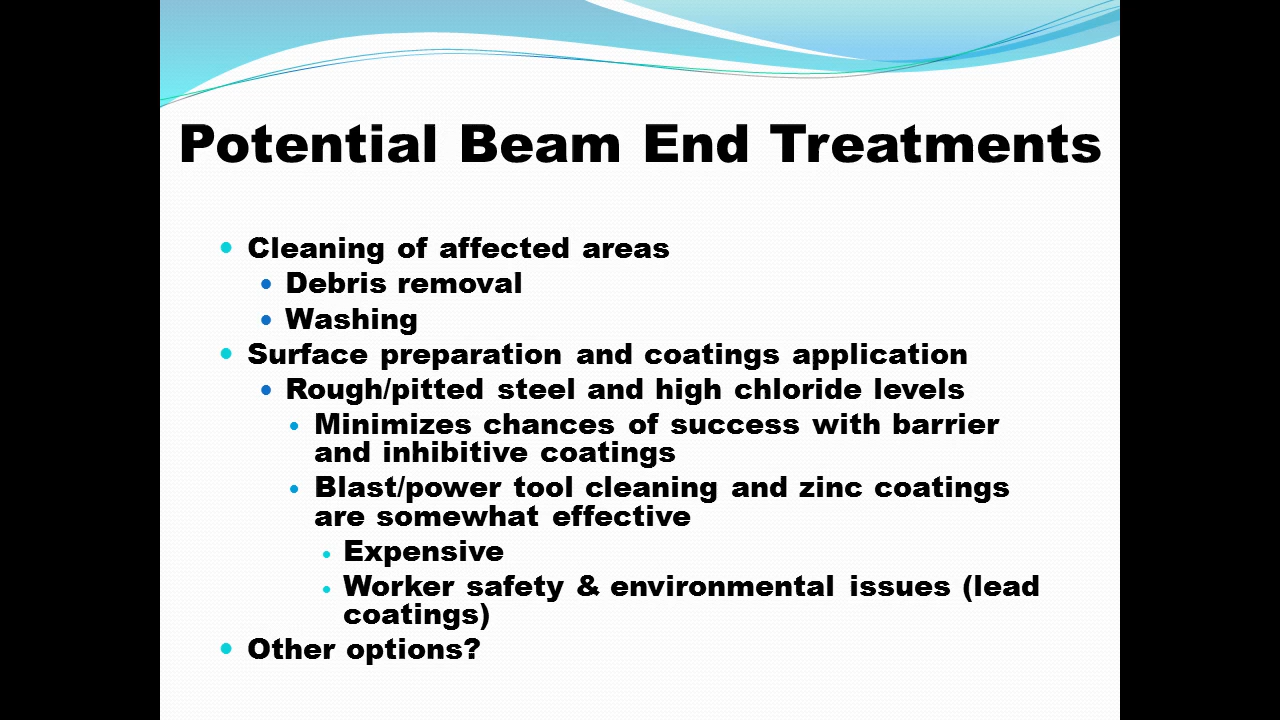 Potential Beam End Treatments
Cleaning of affected areas
Debris removal
Washing
Surface preparation and coatings application
Rough/pitted steel and high chloride levels
Minimizes chances of success with barrier
and inhibitive coatings
Blast/power tool cleaning and zinc coatings
are somewhat effective
Expensive
Worker safety & environmental issues (lead
coatings)
Other options?